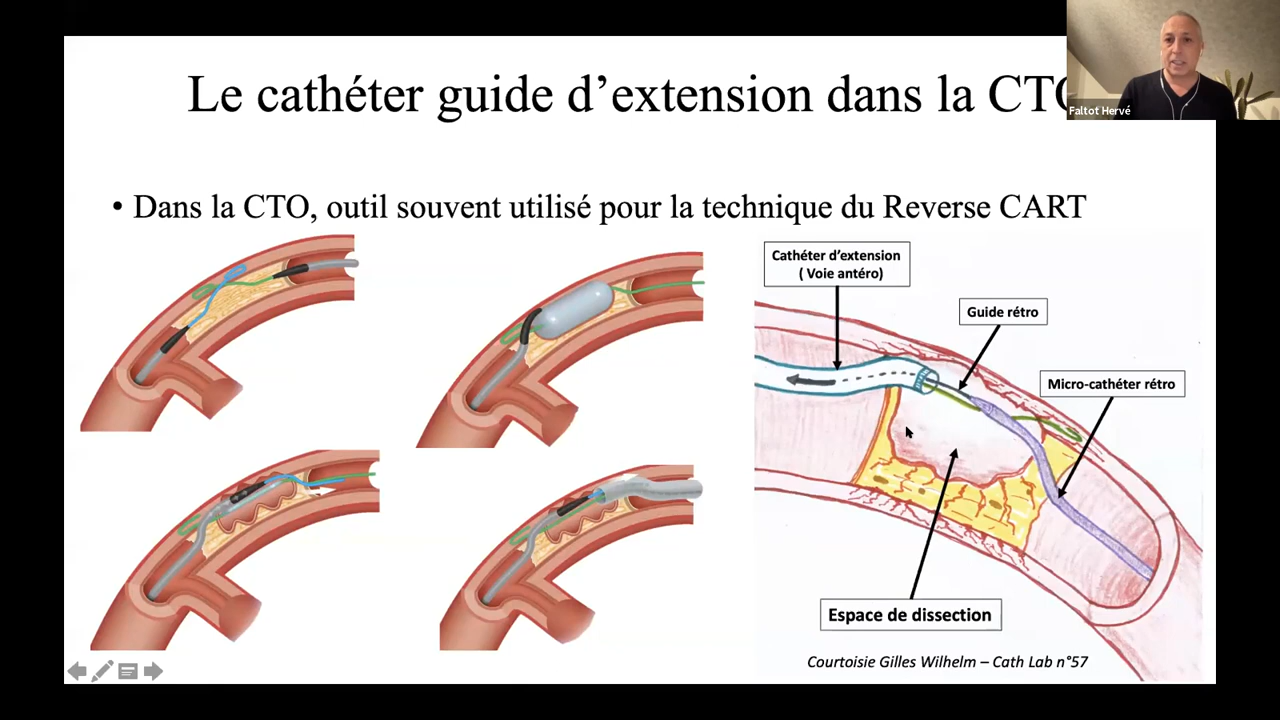 Le cathéter guide d’extension dans la CTO
Faltot Hervé
• Dans la CTO, outil souvent utilisé pour la technique du Reverse CART
Cathéter d’extension
( Voie antéro)
Guide rétro
Micro-cathéter rétro
Espace de dissection
Courtoisie Gilles Wilhelm – Cath Lab n°57